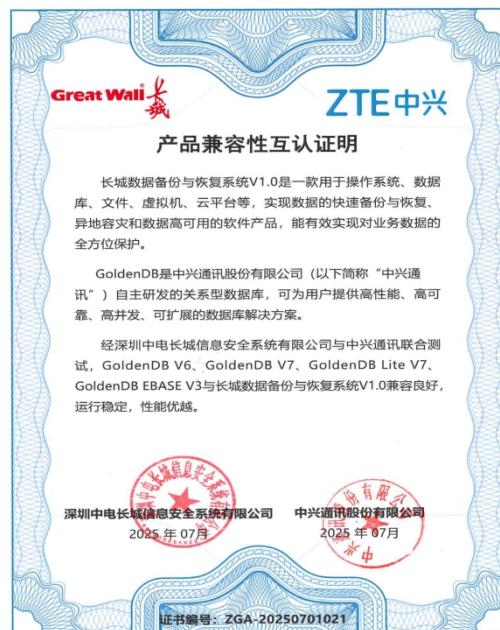 Great Wall 长城
ZTE中兴
产品兼容性互认证明
长城数据备份与恢复系统V1.0是一款用于操作系统、数据
库、文件、虚拟机、云平台等，实现数据的快速备份与恢复、
异地容灾和数据高可用的软件产品，能有效实现对业务数据的
全方位保护。
GoldenDB是中兴通讯股份有限公司（以下简称“中兴通
讯”）自主研发的关系型数据库，可为用户提供高性能、高可
靠、高并发、可扩展的数据库解决方案。
经深圳中电长城信息安全系统有限公司与中兴通讯联合测
试，GoldenDB V6、GoldenDB V7、GoldenDB Lite V7、
GoldenDB EBASE V3与长城数据备份与恢复系统V1.0兼容良好，
运行稳定，性能优越。
深圳中电长城信息安全系统有限公司
中兴通讯股份有限公司
2025 年 07月
2025 年 07月
证书编号：ZGA-20250701021